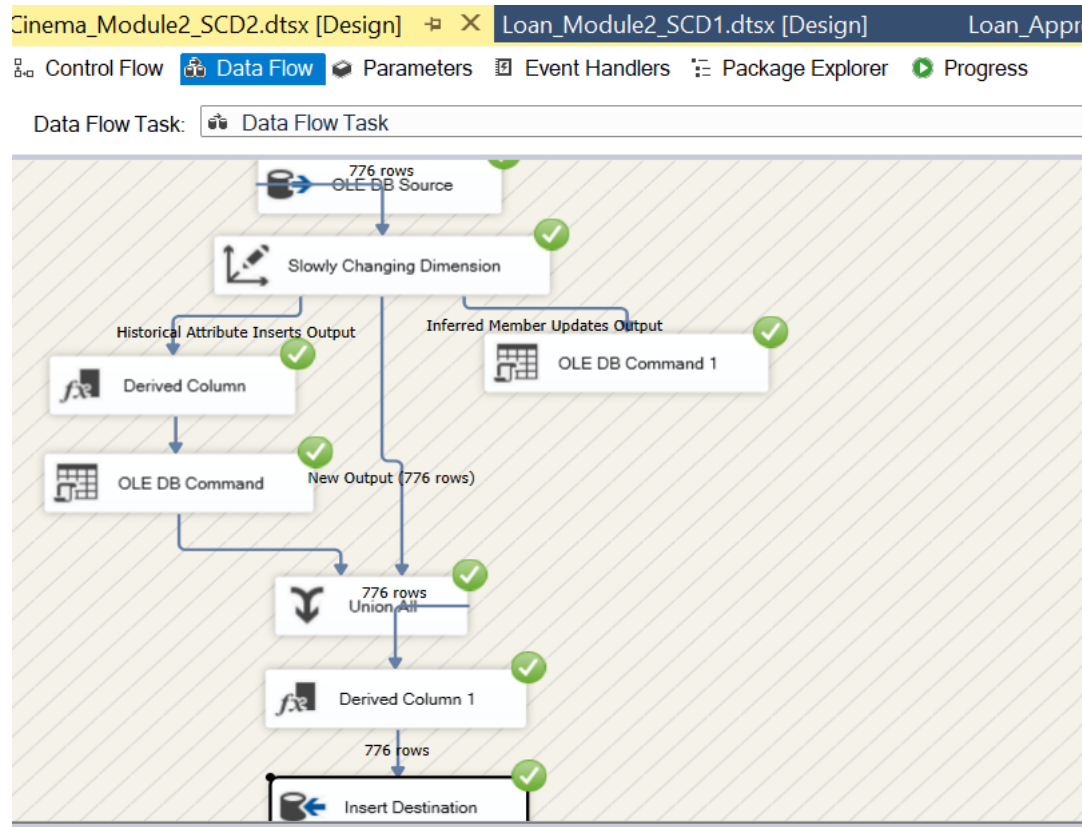 Cinema_Module2_SCD2.dtsx [Design] Loan_Module2_SCD1.dtsx [Design]
Control Flow Data Flow Parameters Event Handlers Package Explorer Progress
Data Flow Task: Data Flow Task
776 rows
OLE DB Source
Slowly Changing Dimension
Historical Attribute Inserts Output
Inferred Member Updates Output
Derived Column
OLE DB Command 1
OLE DB Command
New Output (776 rows)
776 rows
Union All
Derived Column 1
776 rows
Insert Destination